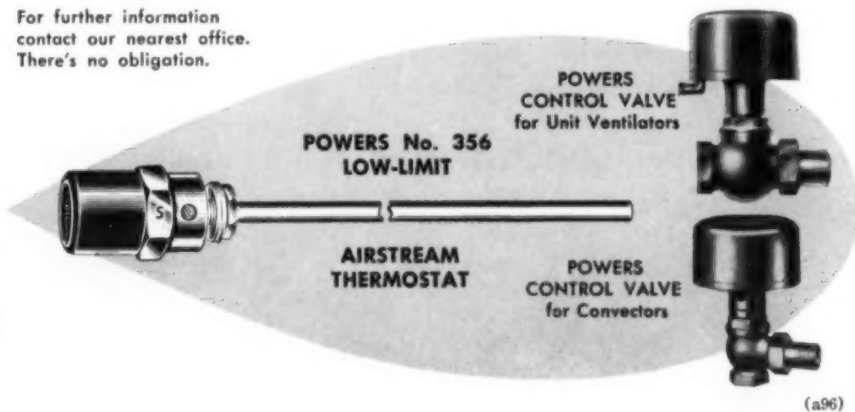 For further information
contact our nearest office.
There's no obligation.
POWERS
CONTROL VALVE
for Unit Ventilators
POWERS No. 356
LOW-LIMIT
AIRSTREAM
THERMOSTAT
POWERS
CONTROL VALVE
for Convectors
(a96)